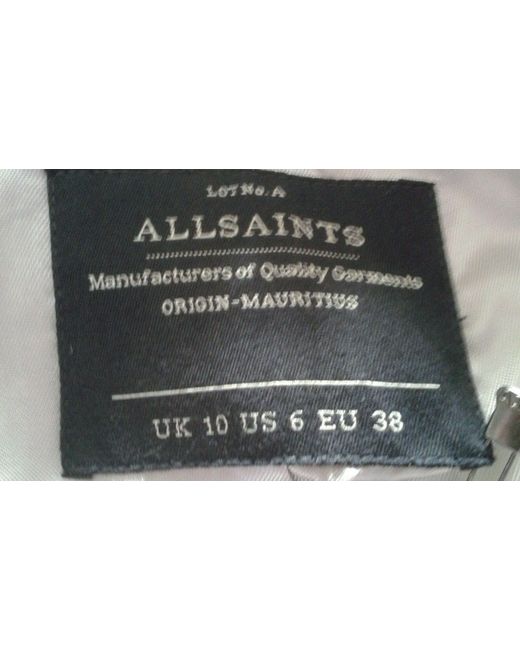 LOT No. A
ALLSAINTS
Manufacturers of Quality Garments
ORIGIN-MAURITIUS
UK 10 US 6 EU 38